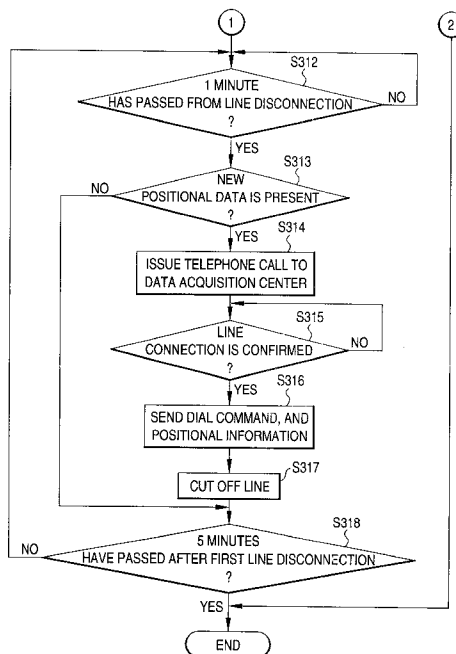 1
2
S312
1 MINUTE
HAS PASSED FROM LINE DISCONNECTION
?
NO
YES
S313
NO
NEW
POSITIONAL DATA IS PRESENT
?
YES
S314
ISSUE TELEPHONE CALL TO
DATA ACQUISITION CENTER
S315
LINE
CONNECTION IS CONFIRMED
?
NO
YES
S316
SEND DIAL COMMAND, AND
POSITIONAL INFORMATION
S317
CUT OFF LINE
S318
NO
5 MINUTES
HAVE PASSED AFTER FIRST LINE DISCONNECTION
?
YES
END